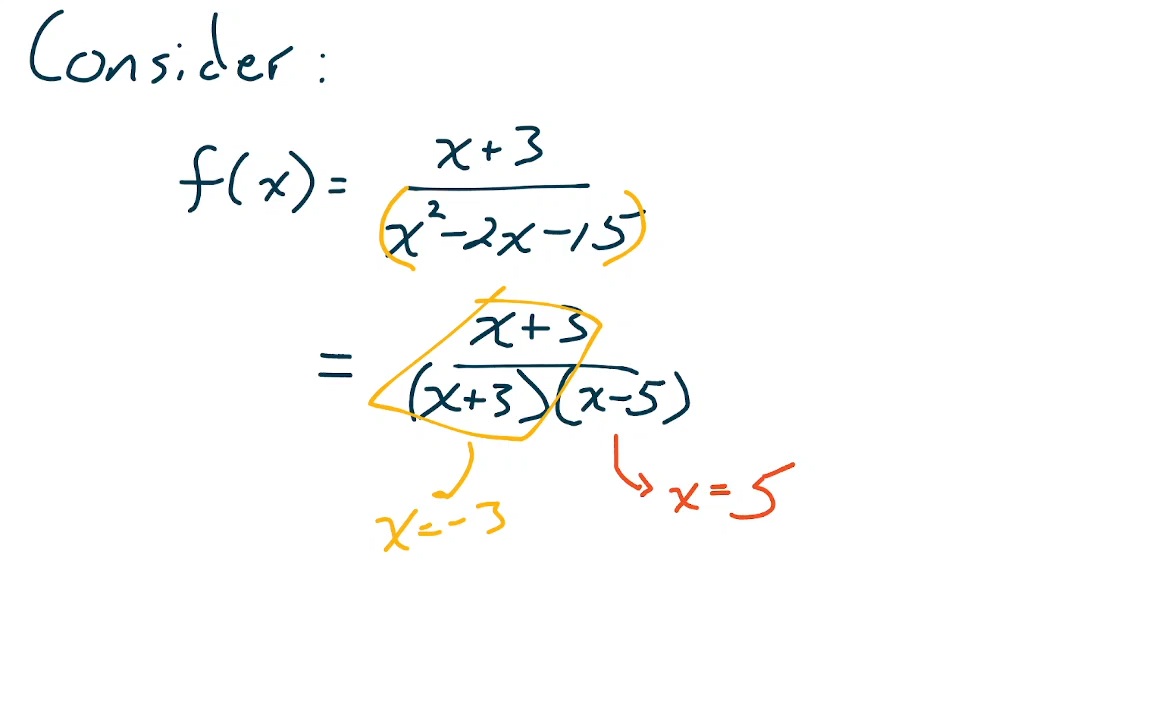 Consider:
f(x) = x+3
(x²-2x-15)
= x+3
(x+3)(x-5)
x=-3
x=5